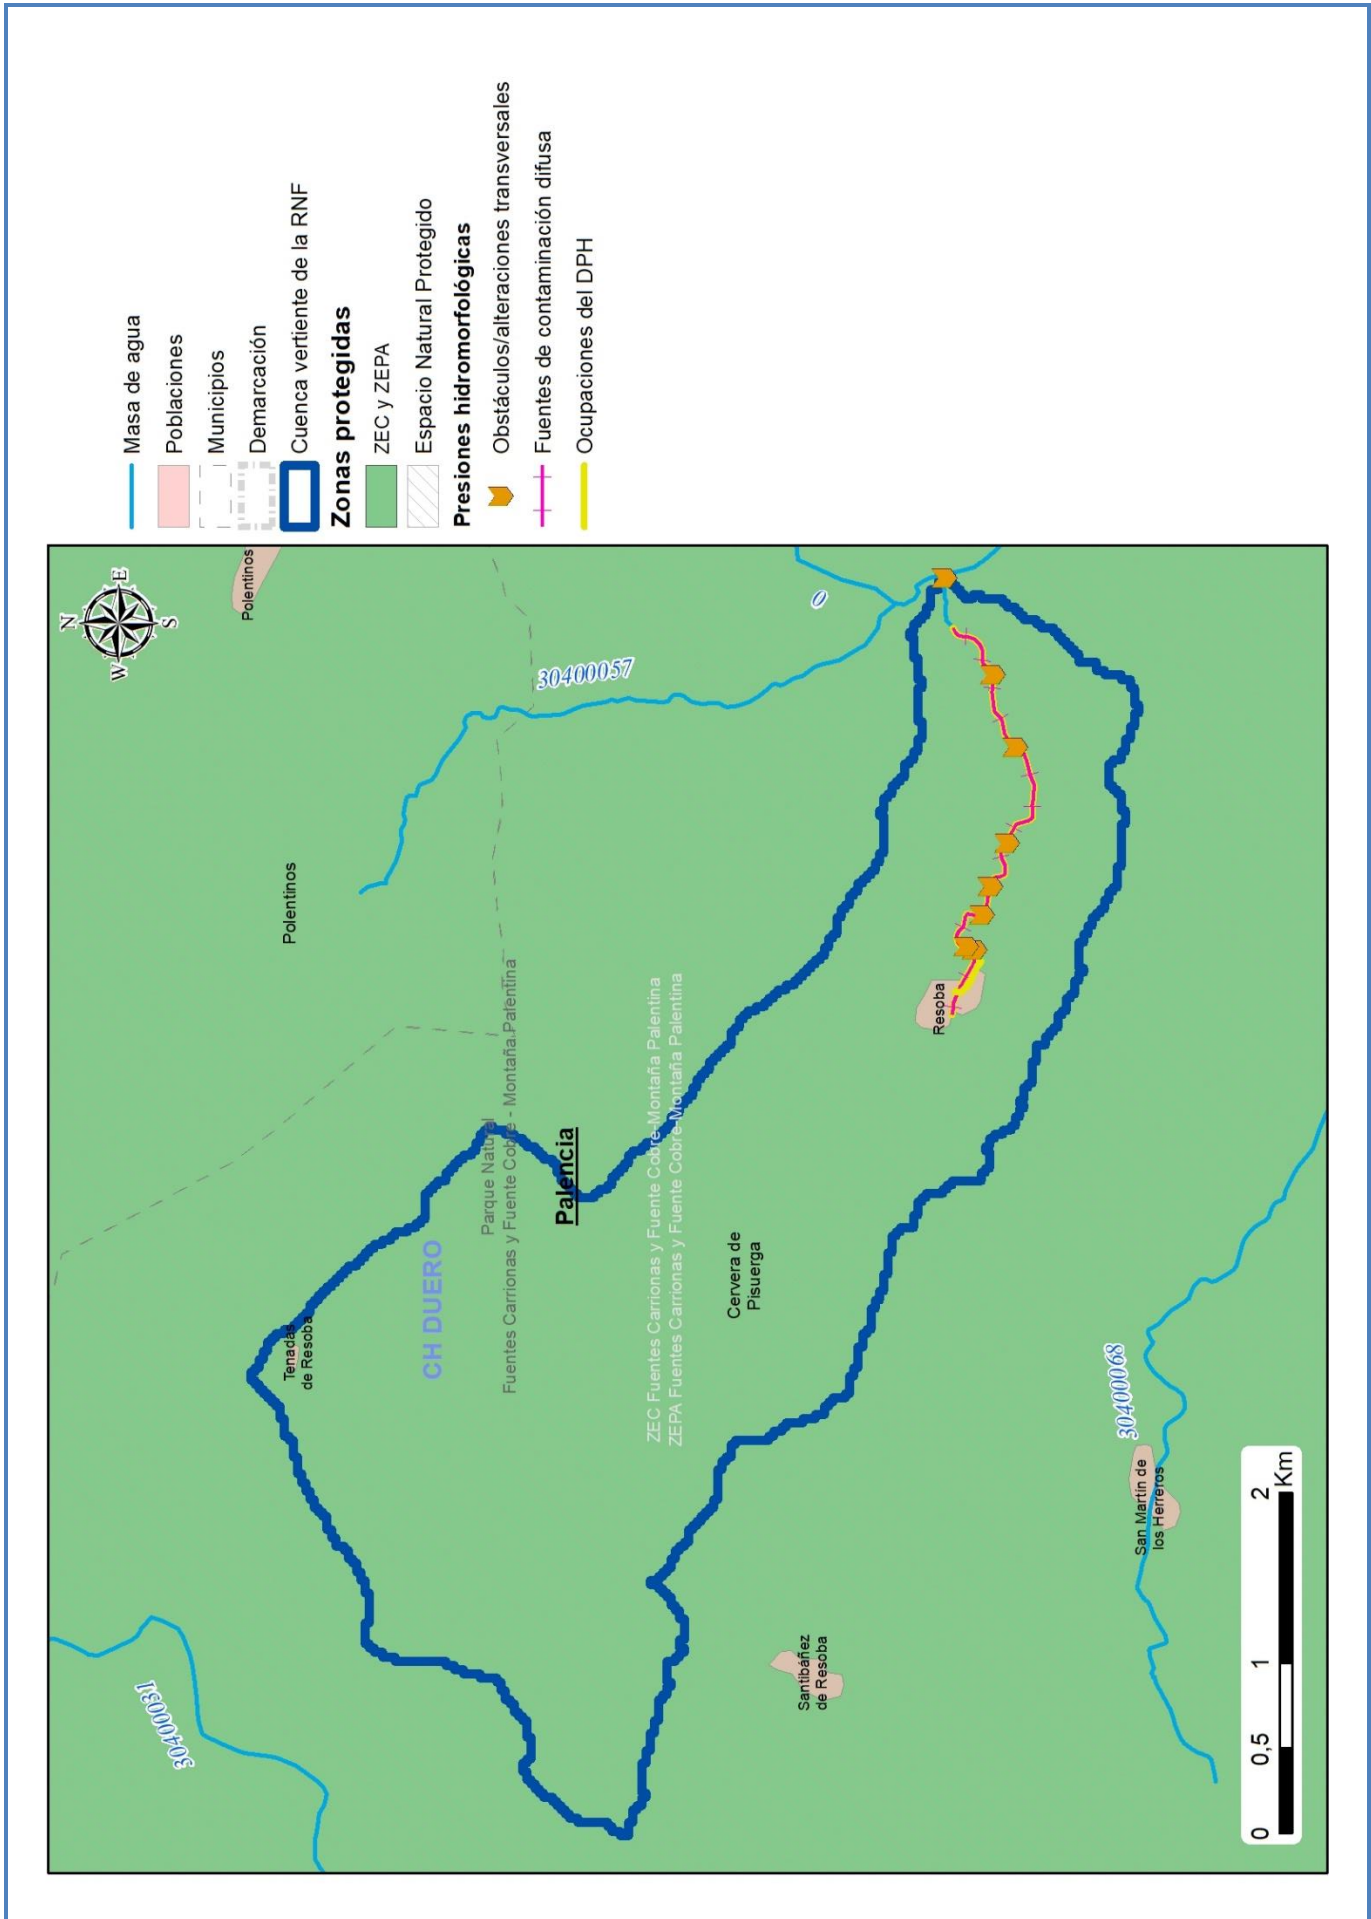 Polentinos
N
E
S
W
30400057
0
Polentinos
Resoba
Parque Natural
Fuentes Carrionas y Fuente Cobre - Montaña Palentina
Palencia
ZEC Fuentes Carrionas y Fuente Cobre-Montaña Palentina
ZEPA Fuentes Carrionas y Fuente Cobre-Montaña Palentina
CH DUERO
Tenadas
de Resoba
Cervera de
Pisuerga
30400031
Santibáñez
de Resoba
30400068
San Martín de
los Herreros
0 0,5 1 2
Km
Masa de agua
Poblaciones
Municipios
Demarcación
Cuenca vertiente de la RNF
Zonas protegidas
ZEC y ZEPA
Espacio Natural Protegido
Presiones hidromorfológicas
Obstáculos/alteraciones transversales
Fuentes de contaminación difusa
Ocupaciones del DPH